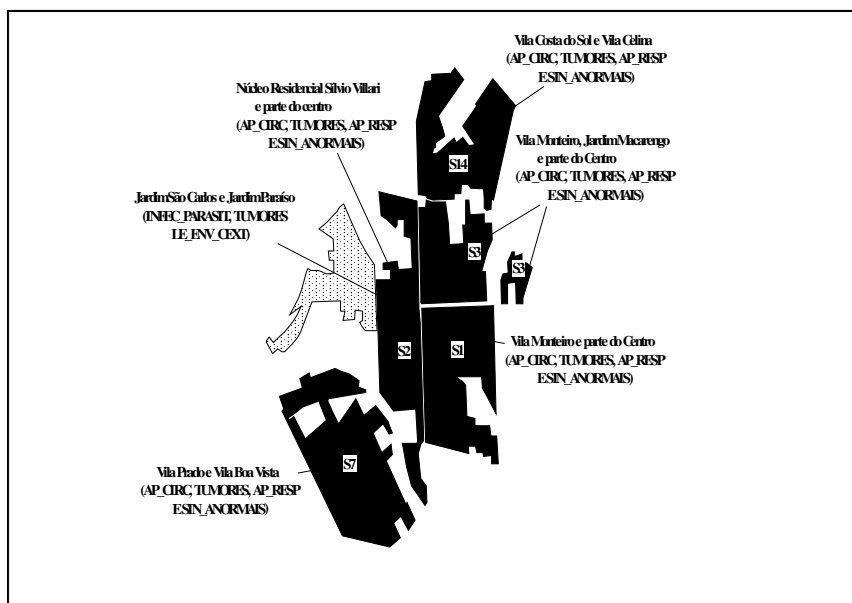 Vila Costa do Sol e Vila Celina
(AP_CIRC, TUMORES, AP_RESP
E SIN_ANORMAIS)
Núcleo Residencial Sílvio Villari
e parte do centro
(AP_CIRC, TUMORES, AP_RESP
E SIN_ANORMAIS)
Vila Monteiro, Jardim Macarengo
e parte do Centro
(AP_CIRC, TUMORES, AP_RESP
E SIN_ANORMAIS)
S14
Jardim São Carlos e Jardim Paraíso
(INFEC_PARASIT, TUMORES
LE_ENV_CEXT)
S3
S3
Vila Monteiro e parte do Centro
(AP_CIRC, TUMORES, AP_RESP
E SIN_ANORMAIS)
S2
S1
S7
Vila Prado e Vila Boa Vista
(AP_CIRC, TUMORES, AP_RESP
E SIN_ANORMAIS)